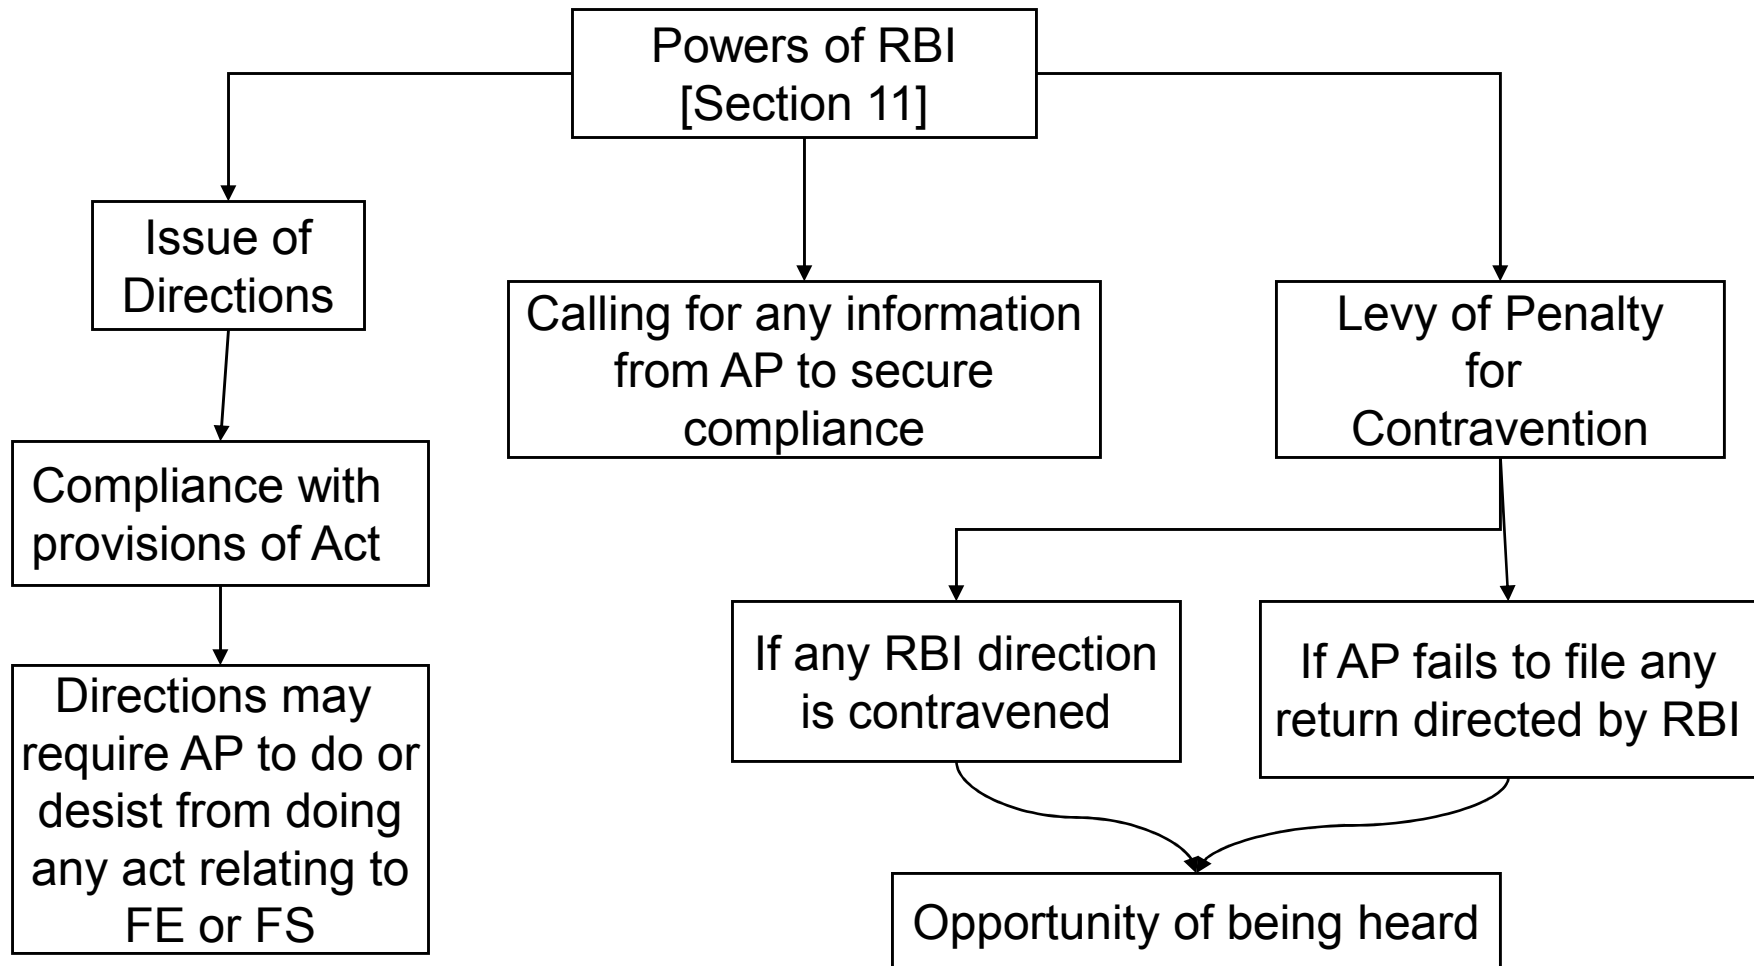 Powers of RBI
[Section 11]
Issue of
Directions
Calling for any information
from AP to secure
compliance
Levy of Penalty
for
Contravention
Compliance with
provisions of Act
If any RBI direction
is contravened
If AP fails to file any
return directed by RBI
Directions may
require AP to do or
desist from doing
any act relating to
FE or FS
Opportunity of being heard